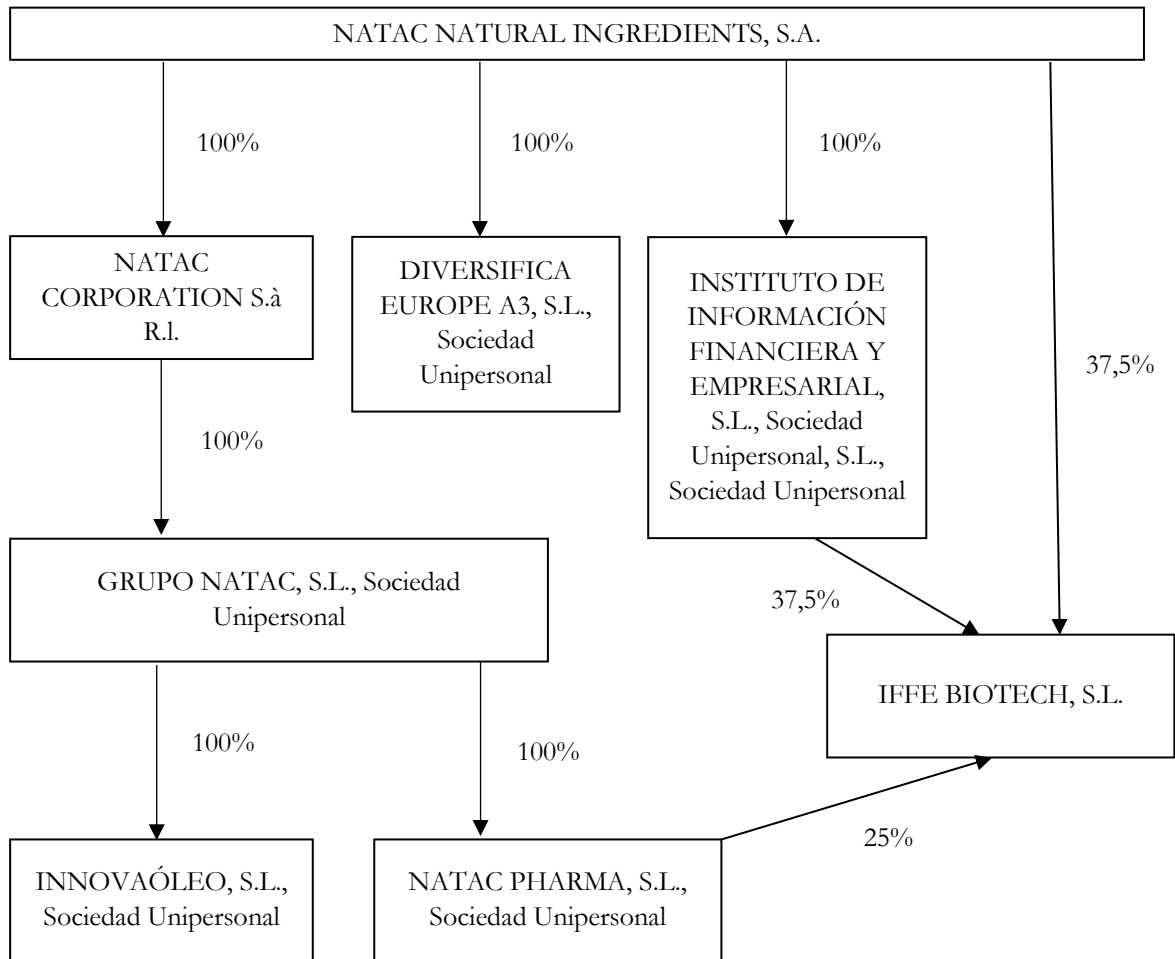 NATAC NATURAL INGREDIENTS, S.A.
100%
100%
100%
37,5%
NATAC
CORPORATION S.à
R.l.
DIVERSIFICA
EUROPE A3, S.L.,
Sociedad
Unipersonal
INSTITUTO DE
INFORMACIÓN
FINANCIERA Y
EMPRESARIAL,
S.L., Sociedad
Unipersonal, S.L.,
Sociedad Unipersonal
100%
GRUPO NATAC, S.L., Sociedad
Unipersonal
37,5%
IFFE BIOTECH, S.L.
100%
100%
25%
INNOVAÓLEO, S.L.,
Sociedad Unipersonal
NATAC PHARMA, S.L.,
Sociedad Unipersonal